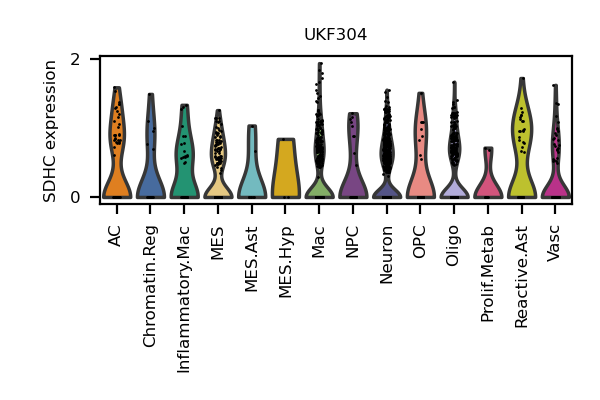 UKF304
SDHC expression
2
0
AC
Chromatin.Reg
Inflammatory.Mac
MES
MES.Ast
MES.Hyp
Mac
NPC
Neuron
OPC
Oligo
Prolif.Metab
Reactive.Ast
Vasc